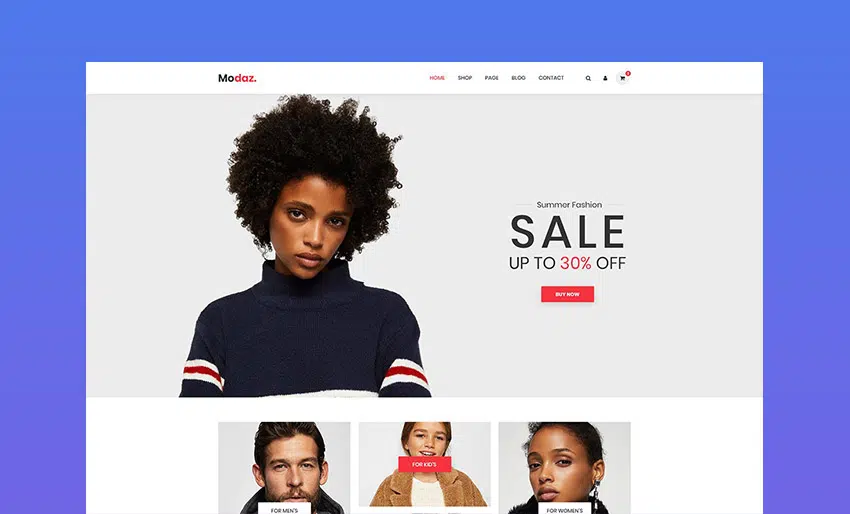 Modaz.
HOME SHOP PAGE BLOG CONTACT
Summer Fashion
SALE
UP TO 30% OFF
BUY NOW
FOR KID'S
FOR MEN'S
FOR WOMEN'S